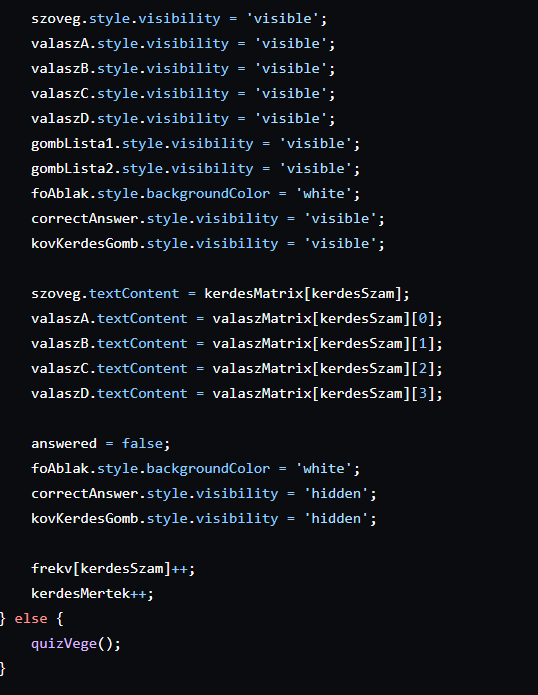 szoveg.style.visibility = 'visible';
valaszA.style.visibility = 'visible';
valaszB.style.visibility = 'visible';
valaszC.style.visibility = 'visible';
valaszD.style.visibility = 'visible';
gombLista1.style.visibility = 'visible';
gombLista2.style.visibility = 'visible';
foAblak.style.backgroundColor = 'white';
correctAnswer.style.visibility = 'visible';
kovKerdesGomb.style.visibility = 'visible';
szoveg.textContent = kerdesMatrix[kerdesSzam];
valaszA.textContent = valaszMatrix[kerdesSzam][0];
valaszB.textContent = valaszMatrix[kerdesSzam][1];
valaszC.textContent = valaszMatrix[kerdesSzam][2];
valaszD.textContent = valaszMatrix[kerdesSzam][3];
answered = false;
foAblak.style.backgroundColor = 'white';
correctAnswer.style.visibility = 'hidden';
kovKerdesGomb.style.visibility = 'hidden';
frekv[kerdesSzam]++;
kerdesMertek++;
} else {
quizVege();
}